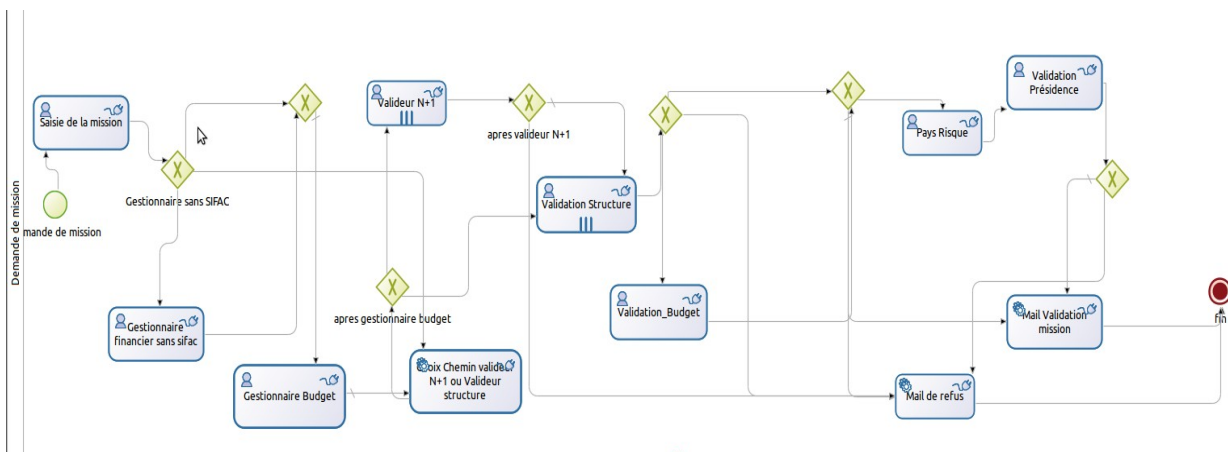 Demande de mission
Saisie de la mission
mande de mission
Gestionnaire sans SIFAC
Gestionnaire
financier sans sifac
Gestionnaire Budget
Valideur N+1
apres valideur N+1
apres gestionnaire budget
oix Chemin valideur
N+1 ou Valideur
structure
Validation Structure
Validation_Budget
Pays Risque
Validation
Présidence
Mail Validation
mission
Mail de refus
fin